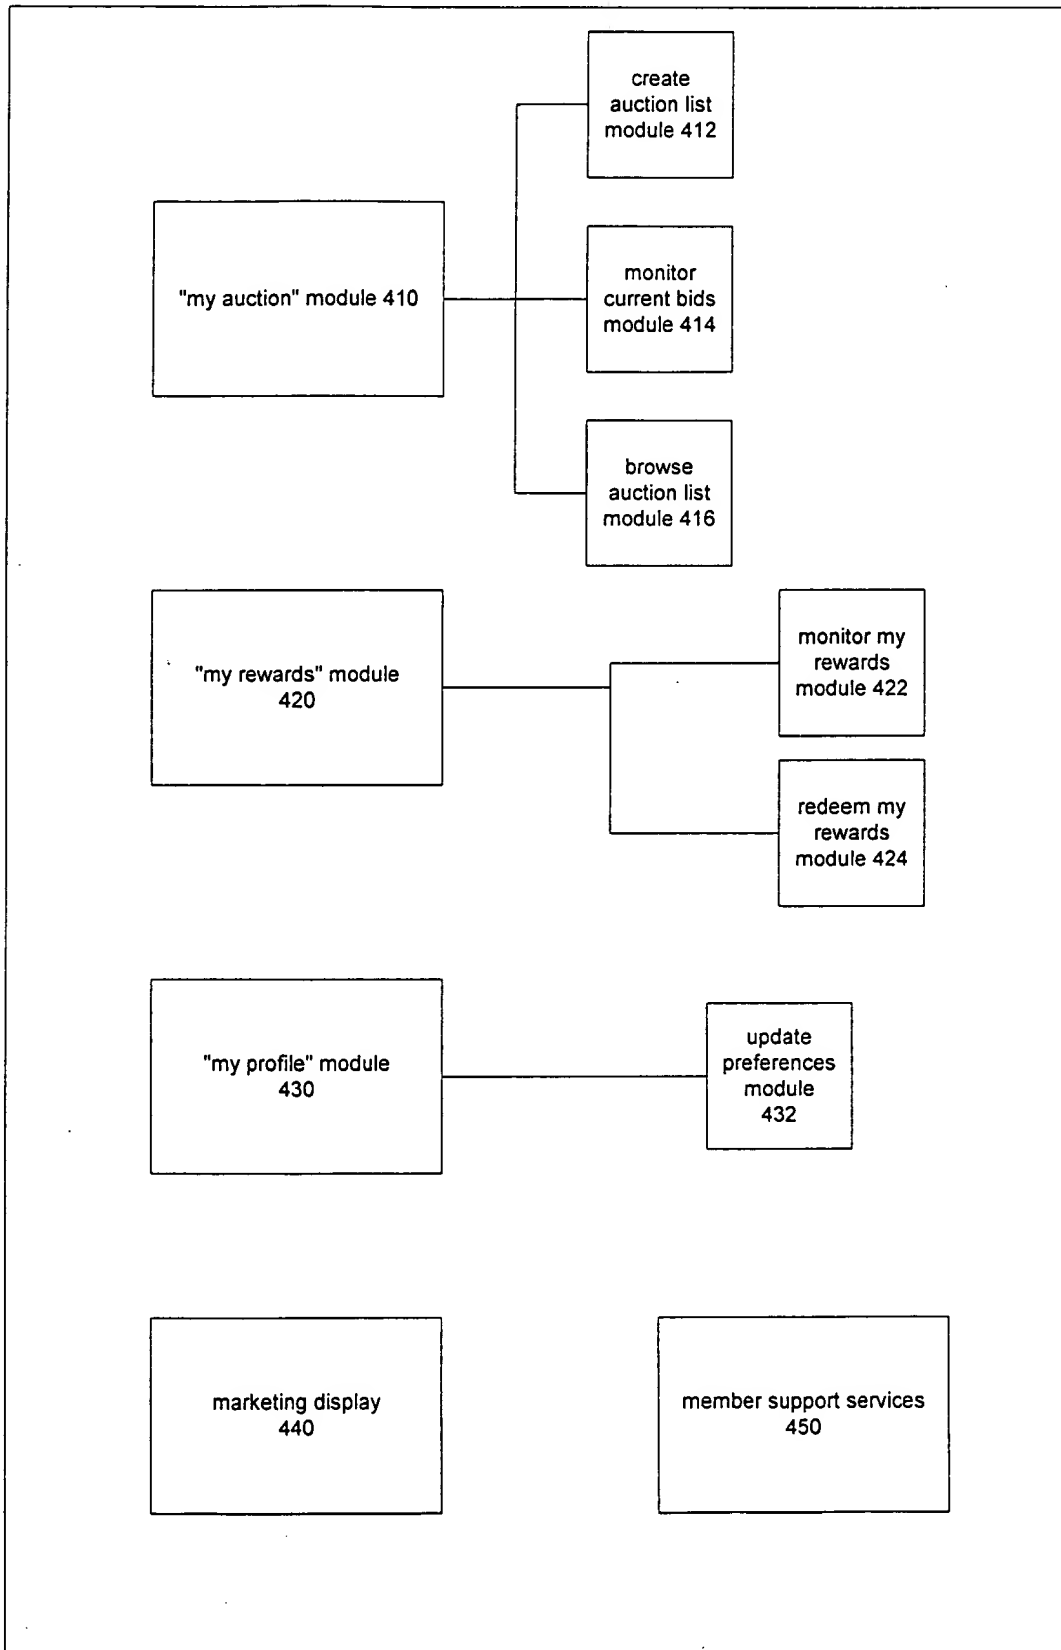 create
auction list
module 412
"my auction" module 410
monitor
current bids
module 414
browse
auction list
module 416
"my rewards" module
420
monitor my
rewards
module 422
redeem my
rewards
module 424
"my profile" module
430
update
preferences
module
432
marketing display
440
member support services
450